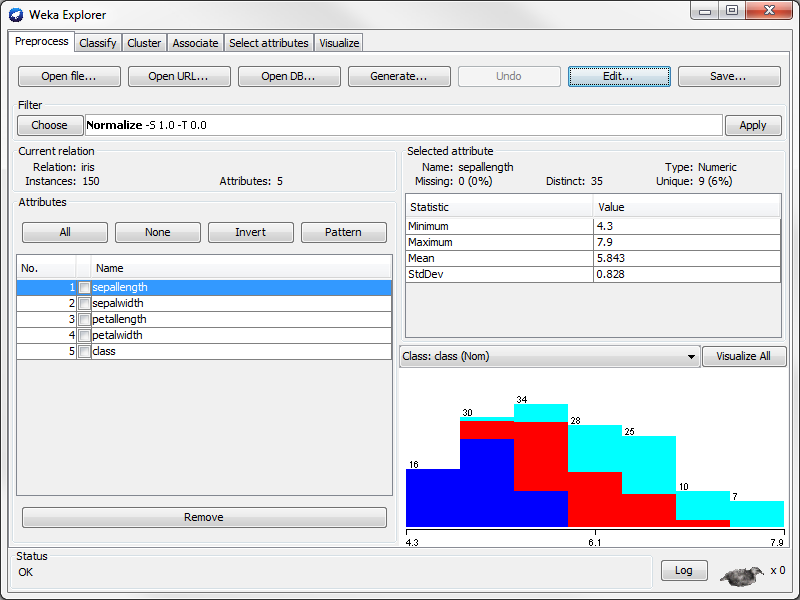 Weka Explorer
Preprocess Classify Cluster Associate Select attributes Visualize
Open file... Open URL... Open DB... Generate... Undo Edit... Save...
Filter
Choose Normalize -S 1.0 -T 0.0 Apply
Current relation
Relation: iris
Instances: 150 Attributes: 5
Selected attribute
Name: sepallength Type: Numeric
Missing: 0 (0%) Distinct: 35 Unique: 9 (6%)
Attributes
All None Invert Pattern
No. Name
1 sepallength
2 sepalwidth
3 petallength
4 petalwidth
5 class
Remove
Statistic Value
Minimum 4.3
Maximum 7.9
Mean 5.843
StdDev 0.828
Class: class (Nom) Visualize All
16 30 34 28 25 10 7
4.3 6.1 7.9
Status
OK
Log x 0